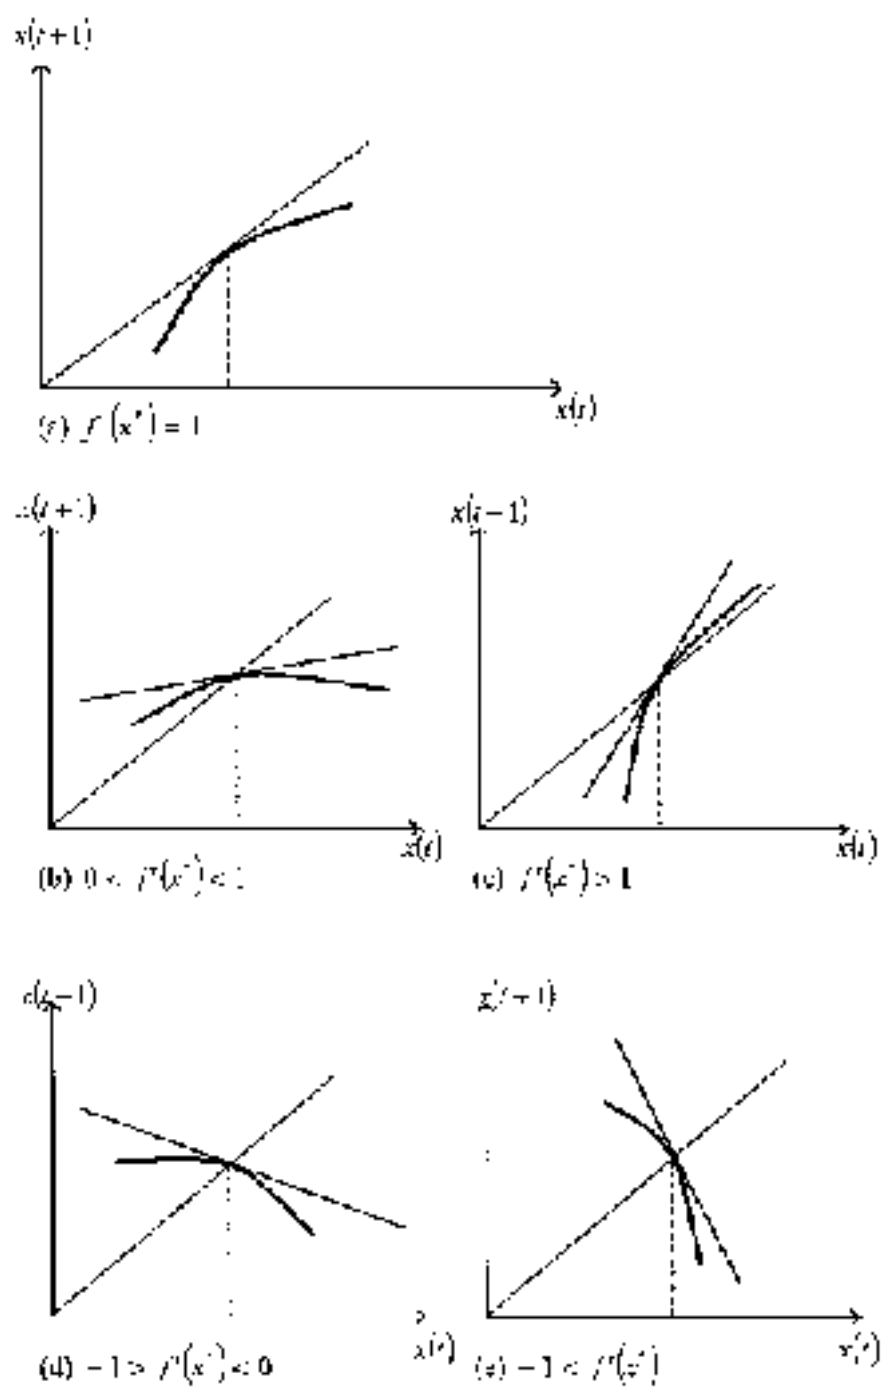 x(t+1)
x(t)
f'(x*) = 1
x(t+1)
x(t-1)
x(t)
x(t)
(b) 0 < f'(x*) < 1
(c) f'(x*) > 1
x(t-1)
x(t+1)
x(t)
x(t)
(d) -1 > f'(x*) < 0
(e) -1 < f'(x*)